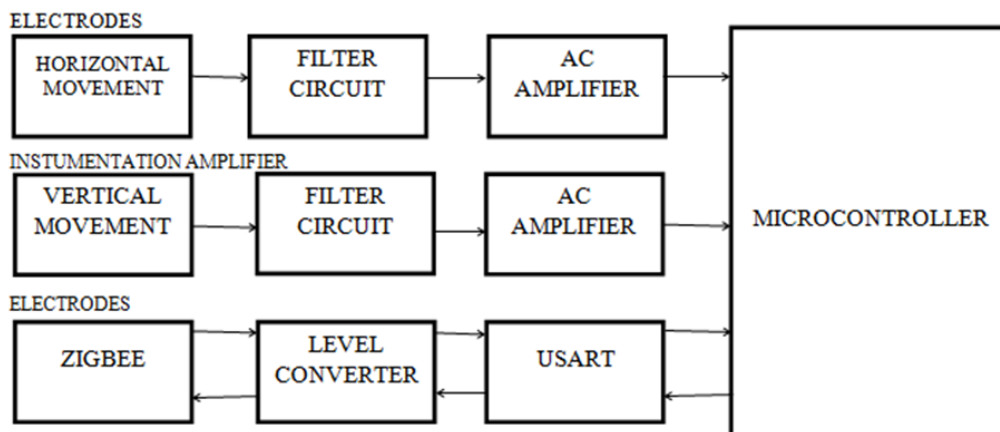 ELECTRODES
HORIZONTAL
MOVEMENT
FILTER
CIRCUIT
AC
AMPLIFIER
INSTUMENTATION AMPLIFIER
VERTICAL
MOVEMENT
FILTER
CIRCUIT
AC
AMPLIFIER
MICROCONTROLLER
ELECTRODES
ZIGBEE
LEVEL
CONVERTER
USART